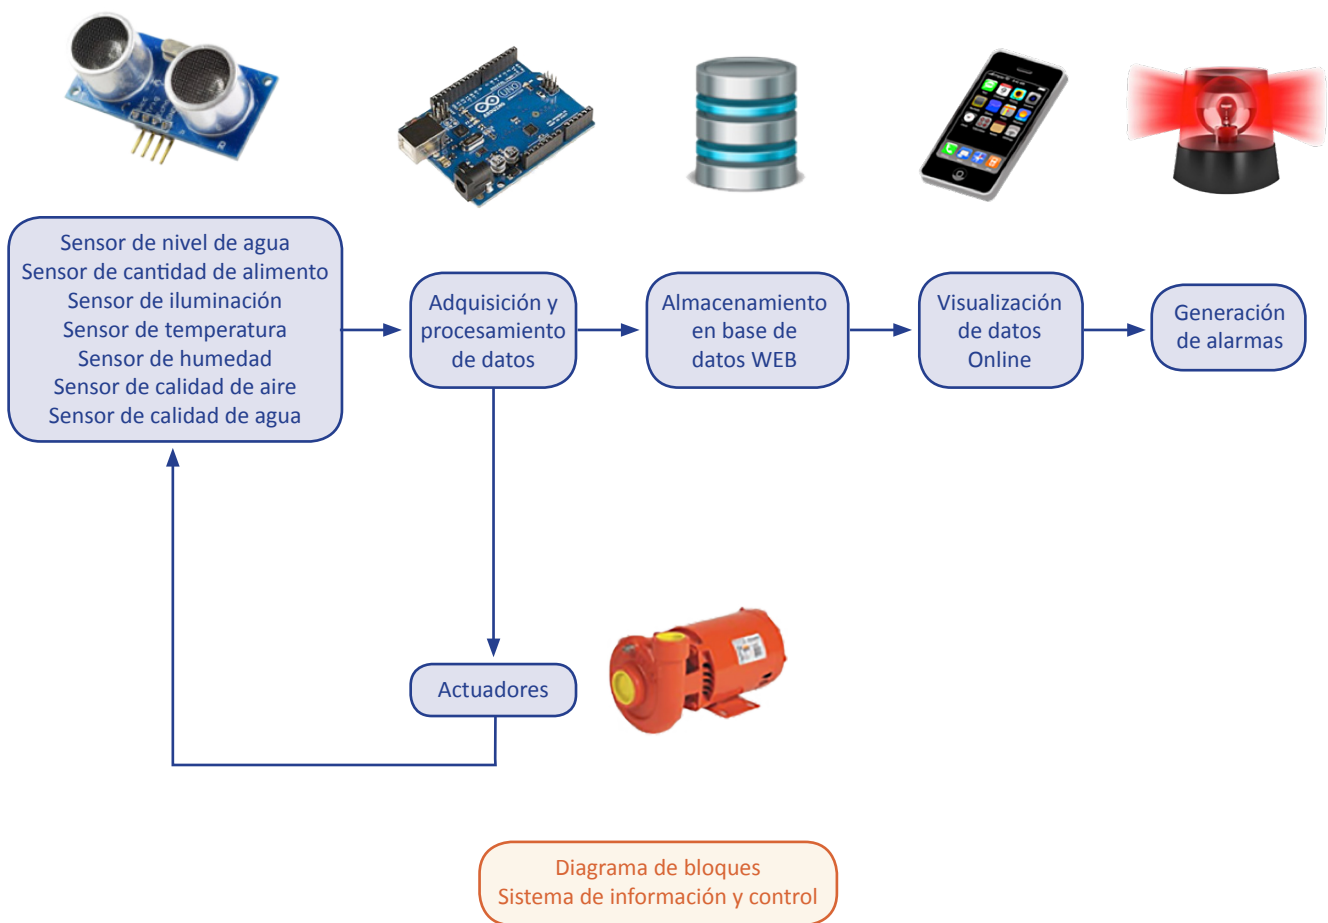 ARDUINO
UNO
Sensor de nivel de agua
Sensor de cantidad de alimento
Sensor de iluminación
Sensor de temperatura
Sensor de humedad
Sensor de calidad de aire
Sensor de calidad de agua
Adquisición y
procesamiento
de datos
Almacenamiento
en base de
datos WEB
Visualización
de datos
Online
Generación
de alarmas
Actuadores
Diagrama de bloques
Sistema de información y control